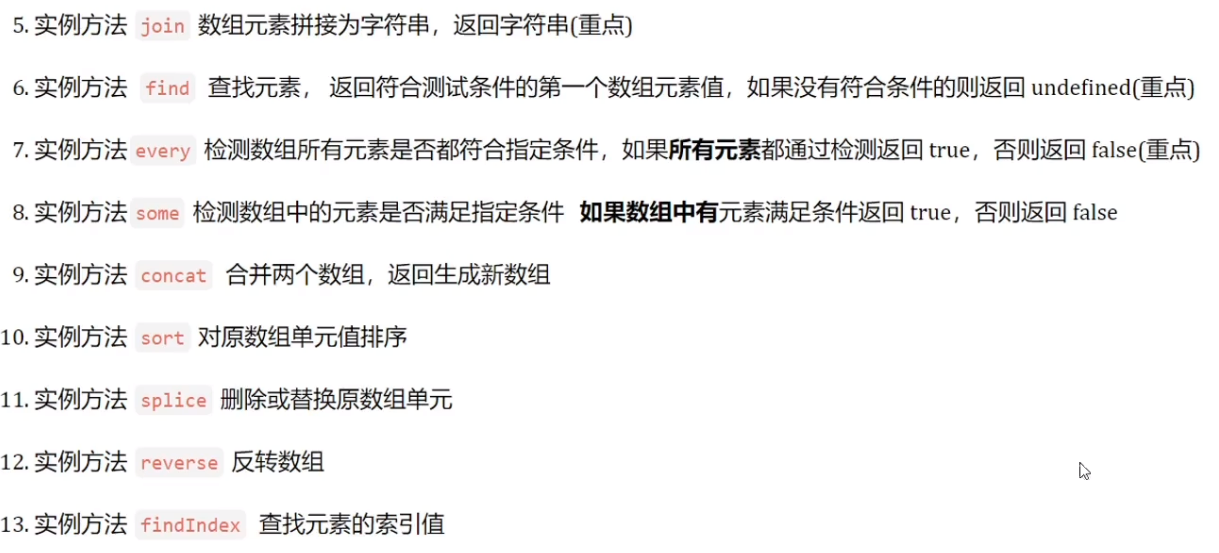 5. 实例方法 join 数组元素拼接为字符串，返回字符串(重点)
6. 实例方法 find 查找元素， 返回符合测试条件的第一个数组元素值，如果没有符合条件的则返回 undefined(重点)
7. 实例方法 every 检测数组所有元素是否都符合指定条件，如果所有元素都通过检测返回 true，否则返回 false(重点)
8. 实例方法 some 检测数组中的元素是否满足指定条件 如果数组中有元素满足条件返回 true，否则返回 false
9. 实例方法 concat 合并两个数组，返回生成新数组
10. 实例方法 sort 对原数组单元值排序
11. 实例方法 splice 删除或替换原数组单元
12. 实例方法 reverse 反转数组
13. 实例方法 findIndex 查找元素的索引值